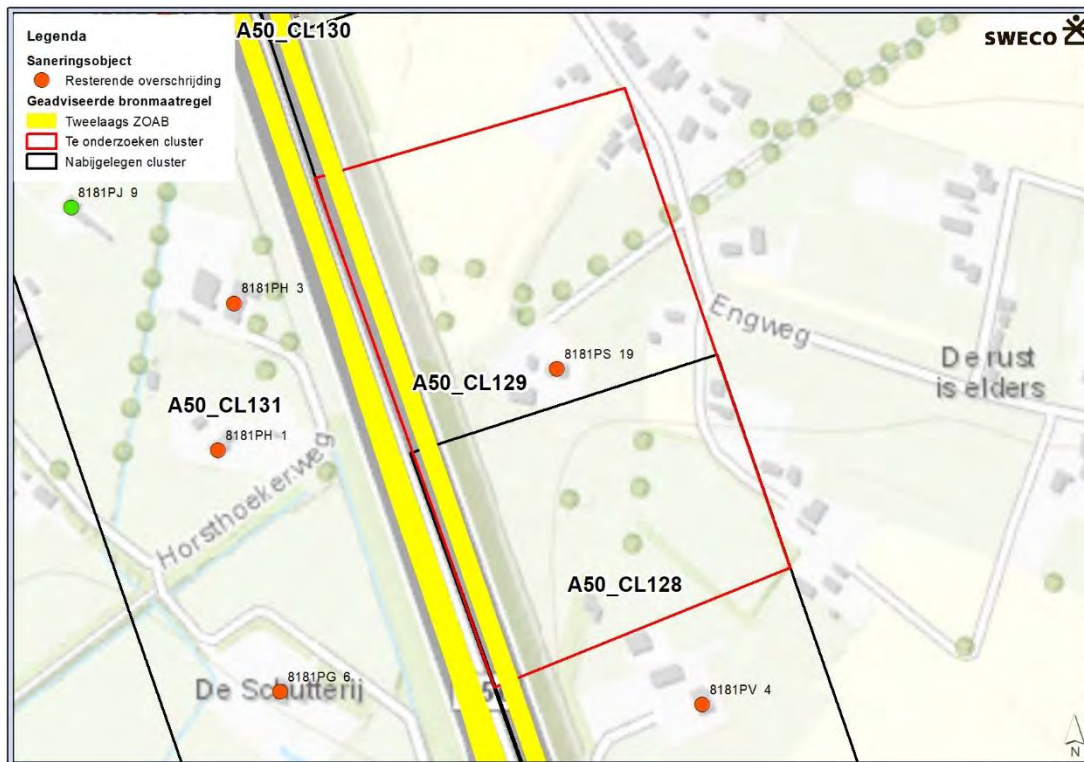 A50_CL130
SWECO
Legenda
Saneringsobject
Resterende overschrijding
Geadviseerde bronmaatregel
Tweelaags ZOAB
Te onderzoeken cluster
Nabijgelegen cluster
8181PJ 9
8181PH 3
Engweg
De rust
is elders
8181PS 19
A50_CL129
A50_CL131
8181PH 1
Horsthoekerweg
A50_CL128
8181PG 6
De Schutterij
8181PV 4
N